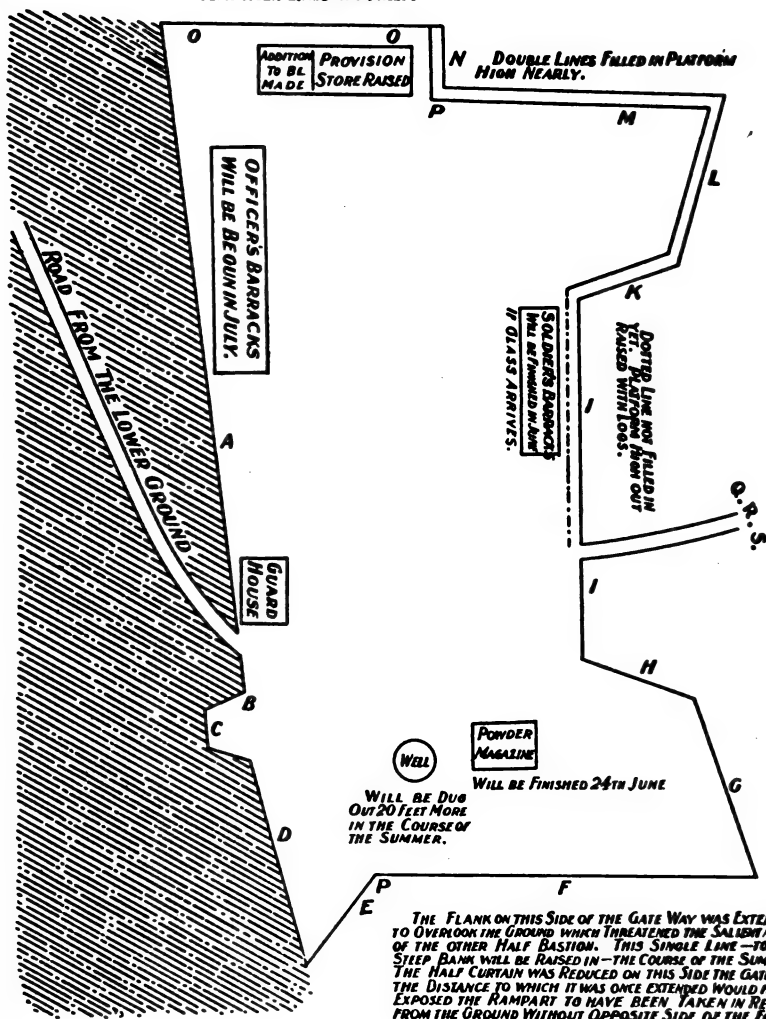 O
O
ADDITION
TO BE
MADE
PROVISION
STORE RAISED
N
DOUBLE LINES FILLED IN PLATFORM
HIGH NEARLY.
P
M
L
OFFICER'S BARRACKS
WILL BE BEGUN IN JULY.
K
ROAD FROM THE LOWER GROUND
SOLDIER'S BARRACKS
WILL BE FINISHED IN JUNE
IF GLASS ARRIVES.
I
DOTTED LINE NOT FILLED IN
YET. PLATFORM HIGH OUT
RAISED WITH LOGS.
A
Q. R. S.
GUARD
HOUSE
I
H
B
C
POWDER
MAGAZINE
WELL
G
WILL BE FINISHED 24TH JUNE
WILL BE DUG
OUT 20 FEET MORE
IN THE COURSE OF
THE SUMMER.
D
P
E
F
THE FLANK ON THIS SIDE OF THE GATE WAY WAS
TO OVERLOOK THE GROUND WHICH THREATENED THE SALIENT
OF THE OTHER HALF BASTION. THIS SINGLE LINE
STEEP BANK WILL BE RAISED IN — THE COURSE OF THE
THE HALF CURTAIN WAS REDUCED ON THIS SIDE THE
THE DISTANCE TO WHICH IT WAS ONCE EXTENDED WOULD
EXPOSED THE RAMPART TO HAVE BEEN TAKEN IN
FROM THE GROUND WITHOUT OPPOSITE SIDE OF THE